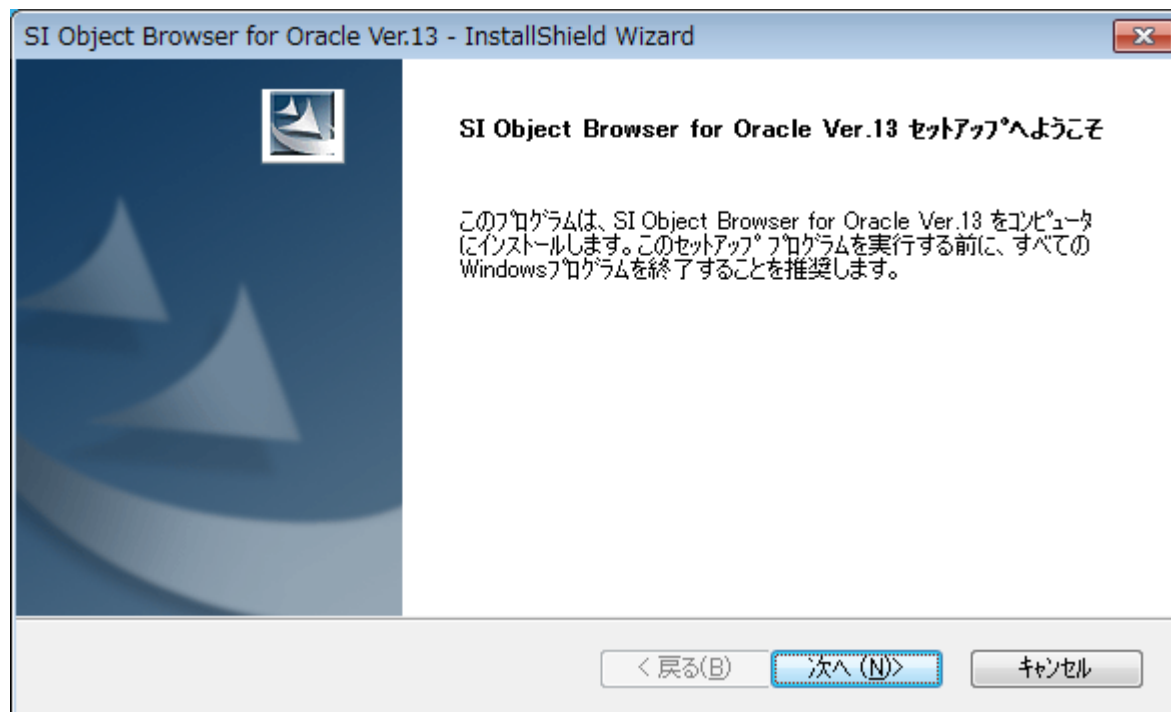 SI Object Browser for Oracle Ver.13 - InstallShield Wizard
SI Object Browser for Oracle Ver.13 ｾｯﾄｱｯﾌﾟへようこそ
このﾌﾟﾛｸﾞﾗﾑは、SI Object Browser for Oracle Ver.13 をｺﾝﾋﾟｭｰﾀ
にｲﾝｽﾄｰﾙします。このｾｯﾄｱｯﾌﾟ ﾌﾟﾛｸﾞﾗﾑを実行する前に、すべての
Windowsﾌﾟﾛｸﾞﾗﾑを終了することを推奨します。
< 戻る(B)
次へ (N)>
ｷｬﾝｾﾙ